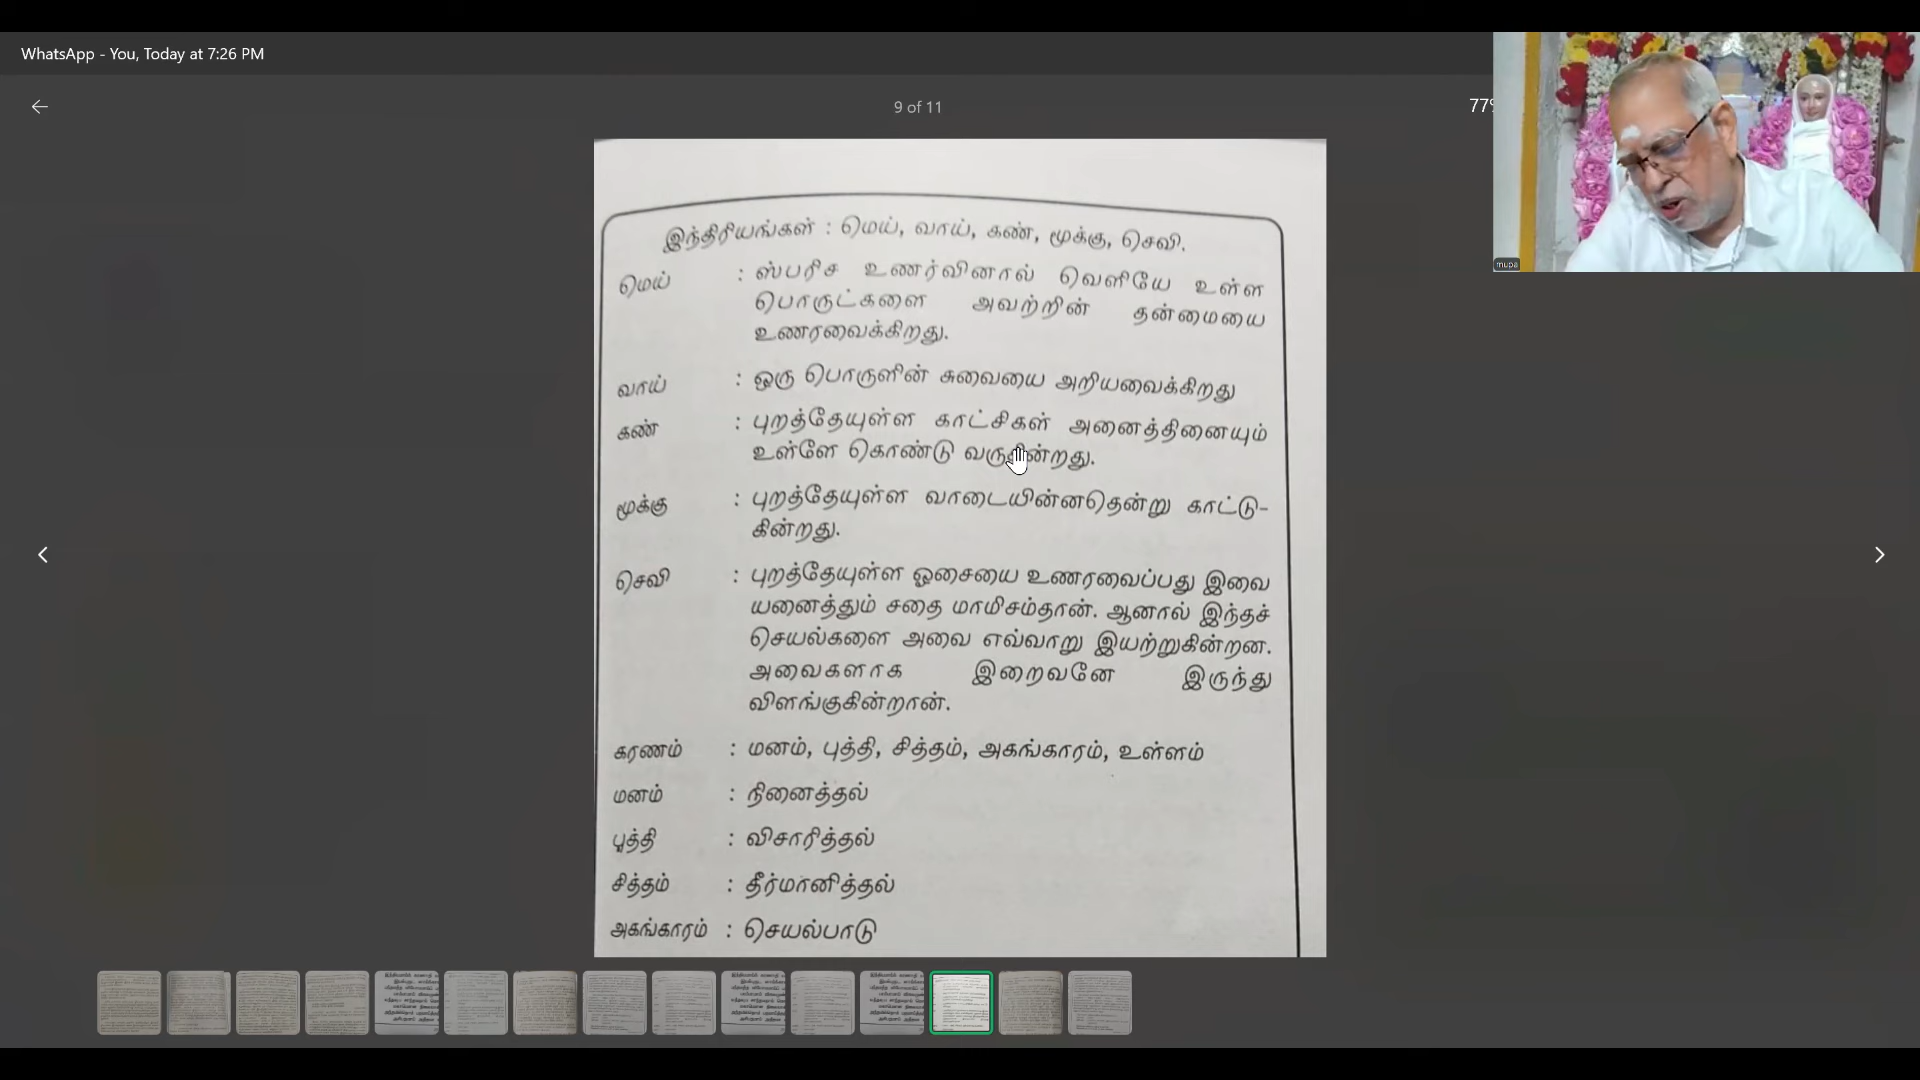 WhatsApp - You, Today at 7:26 PM
9 of 11
77%
mupa
இந்திரியங்கள் : மெய், வாய், கண், மூக்கு, செவி.
மெய் : ஸ்பரிச உணர்வினால் வெளியே உள்ள
பொருட்களை அவற்றின் தன்மையை
உணரவைக்கிறது.
வாய் : ஒரு பொருளின் சுவையை அறியவைக்கிறது
கண் : புறத்தேயுள்ள காட்சிகள் அனைத்தினையும்
உள்ளே கொண்டு வருகின்றது.
மூக்கு : புறத்தேயுள்ள வாடையின்னதென்று காட்டு-
கின்றது.
செவி : புறத்தேயுள்ள ஓசையை உணரவைப்பது இவை
யனைத்தும் சதை மாமிசம்தான். ஆனால் இந்தச்
செயல்களை அவை எவ்வாறு இயற்றுகின்றன.
அவைகளாக இறைவனே இருந்து
விளங்குகின்றான்.
கரணம் : மனம், புத்தி, சித்தம், அகங்காரம், உள்ளம்
மனம் : நினைத்தல்
புத்தி : விசாரித்தல்
சித்தம் : தீர்மானித்தல்
அகங்காரம் : செயல்பாடு